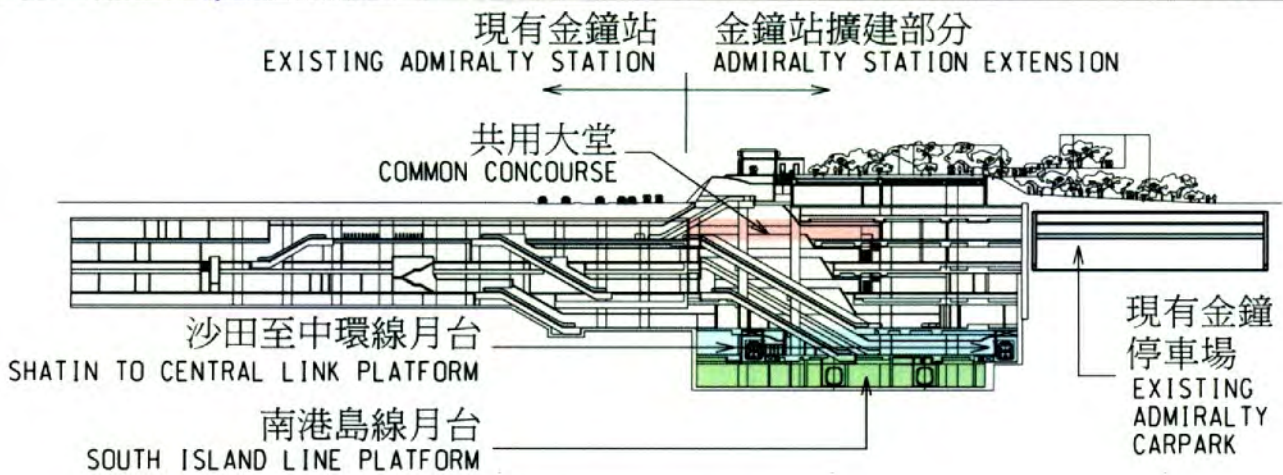 現有金鐘站
EXISTING ADMIRALTY STATION
金鐘站擴建部分
ADMIRALTY STATION EXTENSION
共用大堂
COMMON CONCOURSE
沙田至中環線月台
SHATIN TO CENTRAL LINK PLATFORM
南港島線月台
SOUTH ISLAND LINE PLATFORM
現有金鐘
停車場
EXISTING
ADMIRALTY
CARPARK